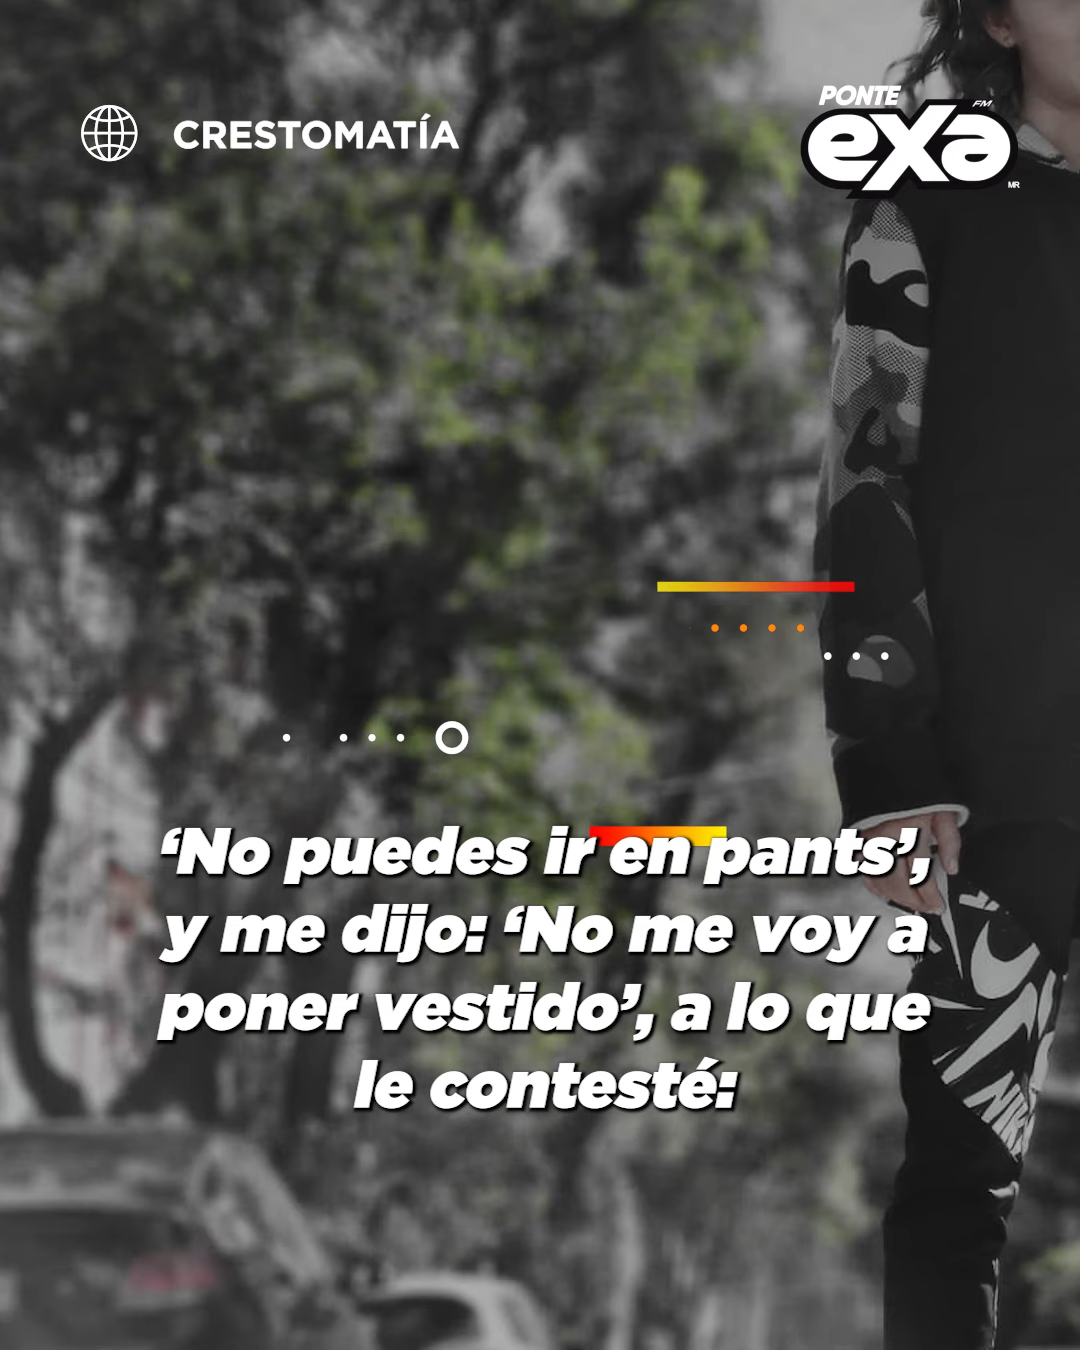 CRESTOMATÍA
PONTE
exa
FM
MR
‘No puedes ir en pants’,
y me dijo: ‘No me voy a
poner vestido’, a lo que
le contesté:
NIKE